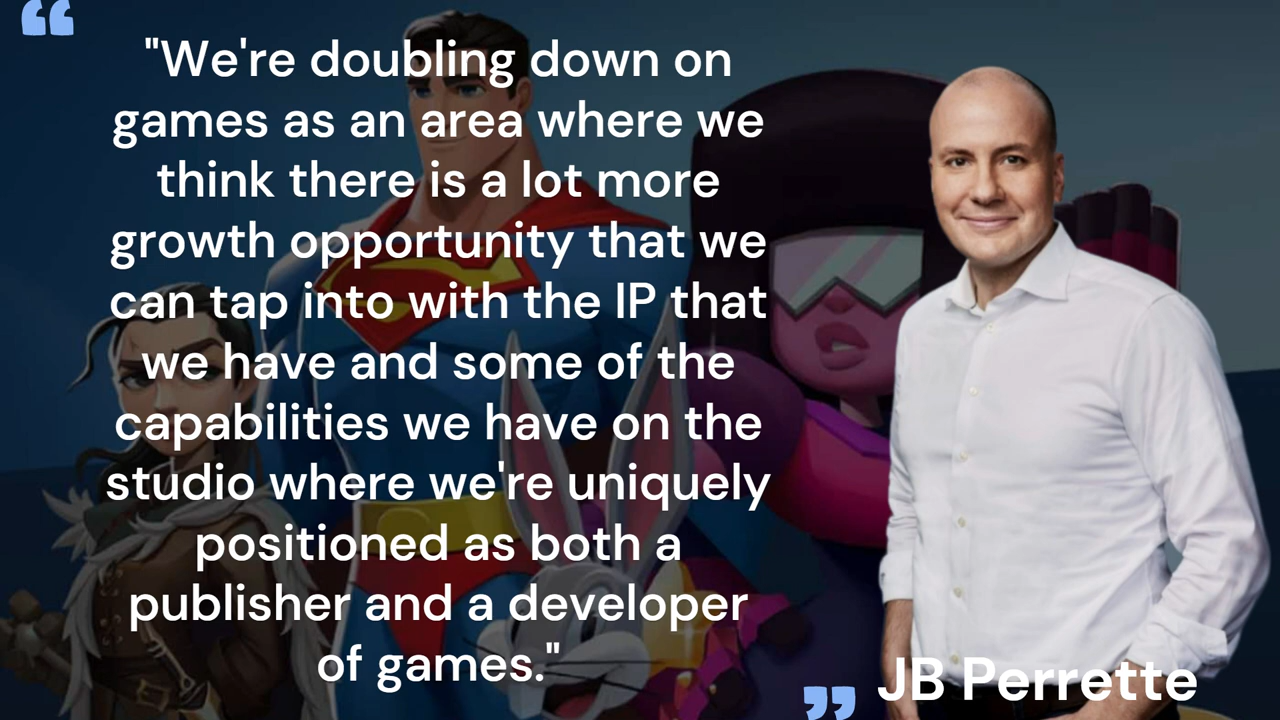 “
"We're doubling down on
games as an area where we
think there is a lot more
growth opportunity that we
can tap into with the IP that
we have and some of the
capabilities we have on the
studio where we're uniquely
positioned as both a
publisher and a developer
of games."
”
JB Perrette